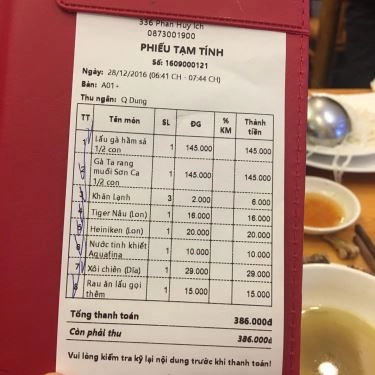 336 Phan Huy Ích
0873001900
PHIẾU TẠM TÍNH
Số: 1609000121
Ngày: 28/12/2016 (06:41 CH - 07:44 CH)
Bàn: A01+
Thu ngân: Q Dung
TT Tên món SL ĐG % KM Thành tiền
1 Lẩu gà hầm sả 1/2 con 1 145.000 145.000
2 Gà Ta rang muối Sơn Ca 1/2 con 1 145.000 145.000
3 Khăn Lạnh 3 2.000 6.000
4 Tiger Nâu (Lon) 1 16.000 16.000
5 Heiniken (Lon) 1 20.000 20.000
6 Nước tinh khiết Aquafina 1 10.000 10.000
7 Xôi chiên (Dĩa) 1 29.000 29.000
8 Rau ăn lẩu gọi thêm 1 15.000 15.000
Tổng thanh toán 386.000đ
Còn phải thu 386.000đ
Vui lòng kiểm tra kỹ lại nội dung trước khi thanh toán!